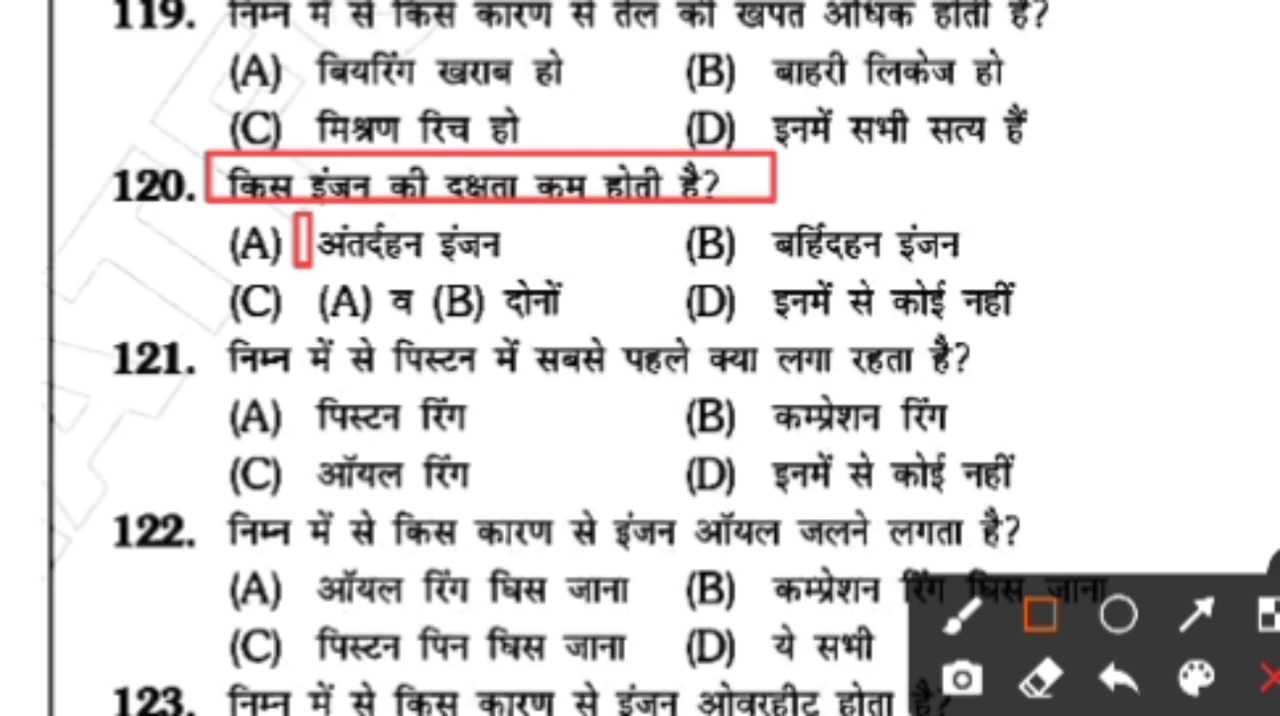 119. निम्न में से किस कारण से तेल की खपत अधिक होती है?
(A) बियरिंग खराब हो (B) बाहरी लिकेज हो
(C) मिश्रण रिच हो (D) इनमें सभी सत्य हैं
120. किस इंजन की दक्षता कम होती है?
(A) अंतर्दहन इंजन (B) बर्हिदहन इंजन
(C) (A) व (B) दोनों (D) इनमें से कोई नहीं
121. निम्न में से पिस्टन में सबसे पहले क्या लगा रहता है?
(A) पिस्टन रिंग (B) कम्प्रेशन रिंग
(C) ऑयल रिंग (D) इनमें से कोई नहीं
122. निम्न में से किस कारण से इंजन ऑयल जलने लगता है?
(A) ऑयल रिंग घिस जाना (B) कम्प्रेशन रिंग घिस जाना
(C) पिस्टन पिन घिस जाना (D) ये सभी
123. निम्न में से किस कारण से इंजन ओवरहीट होता है?